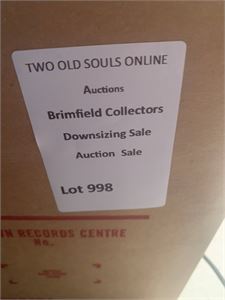 TWO OLD SOULS ONLINE
Auctions
Brimfield Collectors
Downsizing Sale
Auction Sale
Lot 998
RECORDS CENTRE
No.